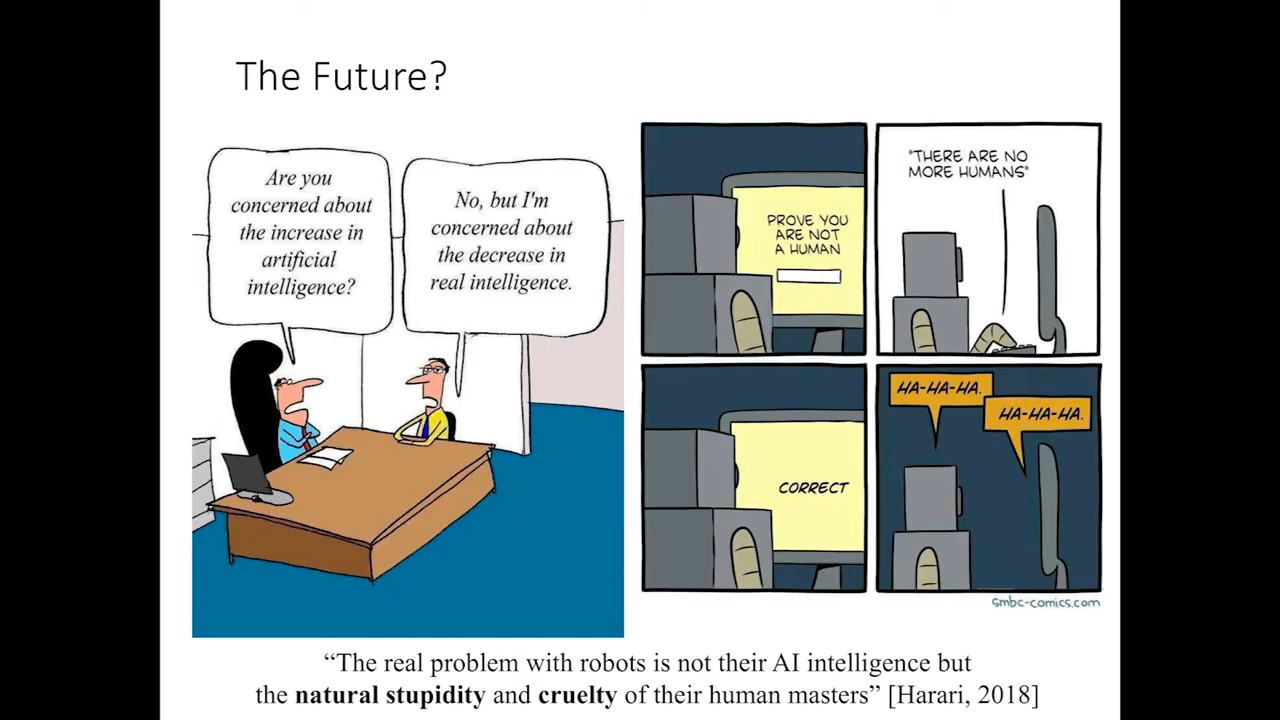 The Future?
Are you
concerned about
the increase in
artificial
intelligence?
No, but I'm
concerned about
the decrease in
real intelligence.
PROVE YOU
ARE NOT
A HUMAN
"THERE ARE NO
MORE HUMANS"
CORRECT
HA-HA-HA.
HA-HA-HA.
smbc-comics.com
“The real problem with robots is not their AI intelligence but
the natural stupidity and cruelty of their human masters” [Harari, 2018]